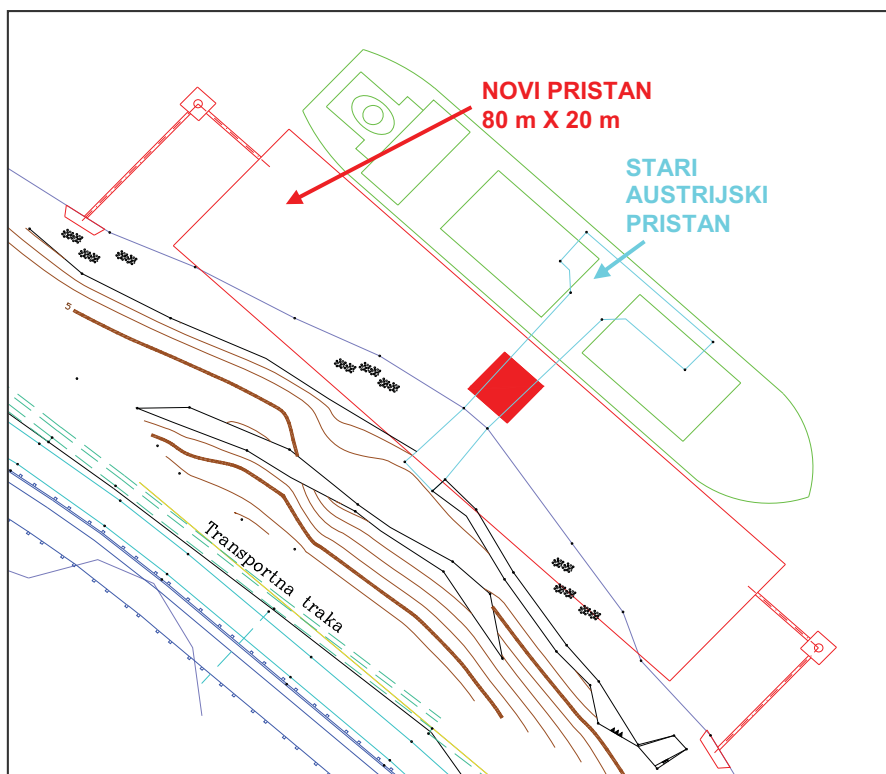 NOVI PRISTAN
80 m X 20 m
STARI
AUSTRIJSKI
PRISTAN
5
Transportna traka